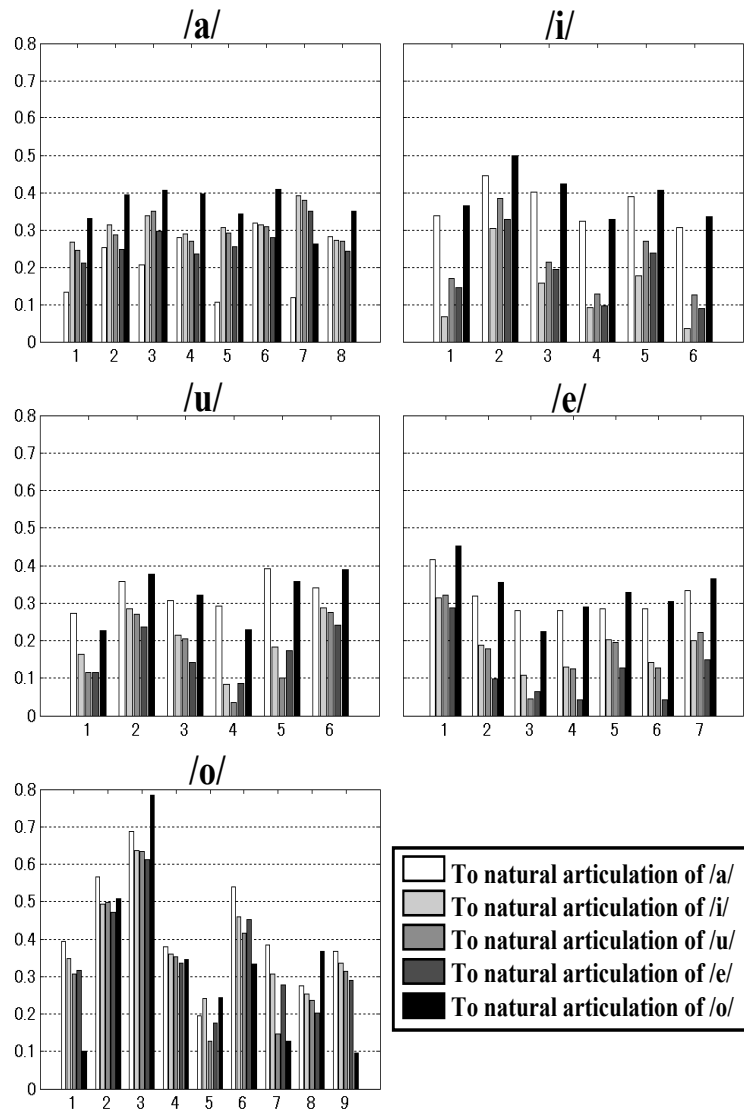 /a/
/i/
0.8
0.7
0.6
0.5
0.4
0.3
0.2
0.1
0
1 2 3 4 5 6 7 8
1 2 3 4 5 6
/u/
/e/
0.8
0.7
0.6
0.5
0.4
0.3
0.2
0.1
0
1 2 3 4 5 6
1 2 3 4 5 6 7
/o/
0.8
0.7
0.6
0.5
0.4
0.3
0.2
0.1
0
1 2 3 4 5 6 7 8 9
To natural articulation of /a/
To natural articulation of /i/
To natural articulation of /u/
To natural articulation of /e/
To natural articulation of /o/